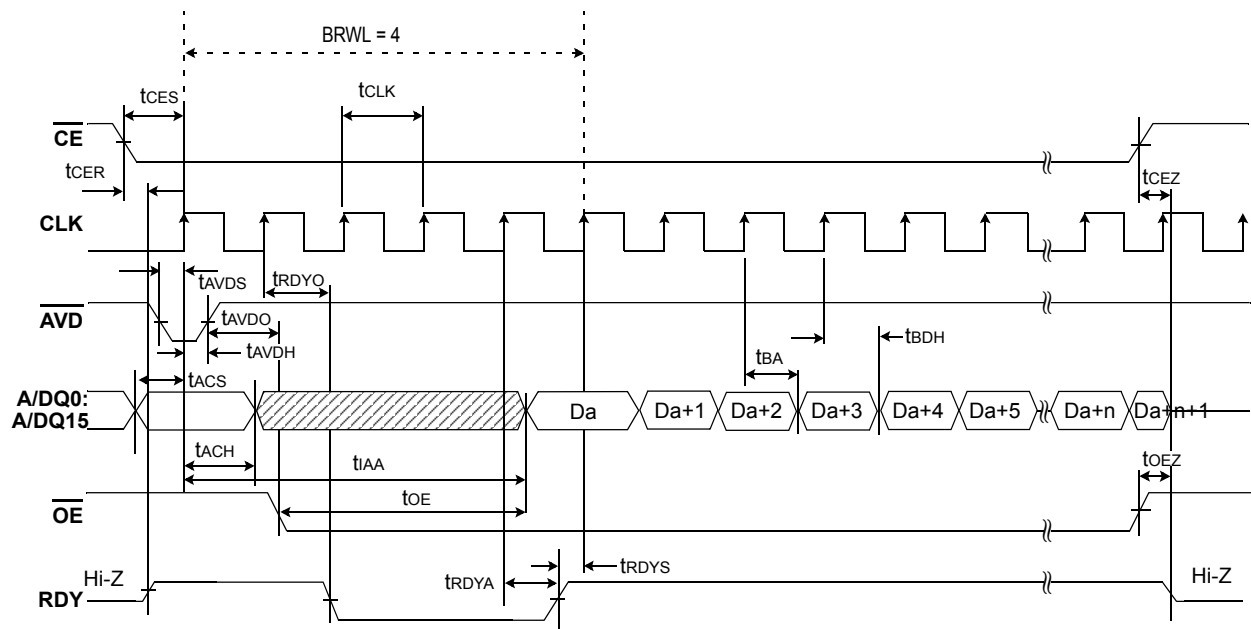 BRWL = 4
tCES
tCLK
CE
tCER
tCEZ
CLK
tAVDS
tRDYO
AVD
tAVDO
tBDH
tAVDH
tBA
tACS
A/DQ0:
A/DQ15
Da
Da+1
Da+2
Da+3
Da+4
Da+5
Da+n
Da+n+1
tACH
tIAA
tOEZ
tOE
OE
Hi-Z
tRDYA
tRDYS
Hi-Z
RDY